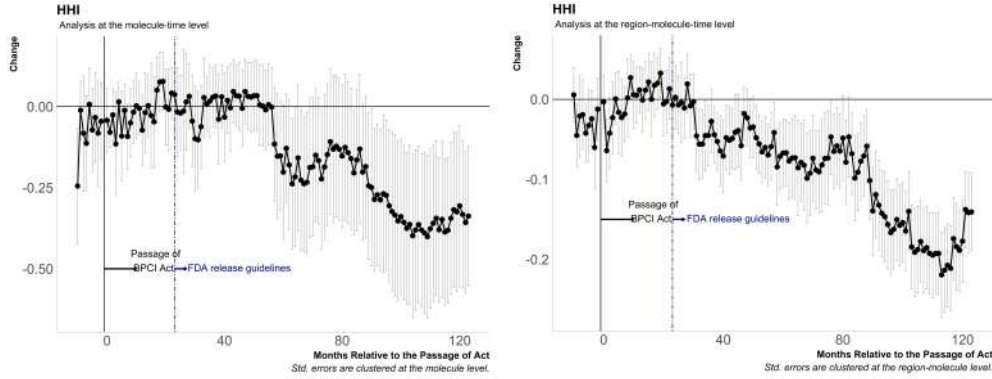 HHI
Analysis at the molecule-time level
Change
0.00
-0.25
-0.50
Passage of
BPCI Act
FDA release guidelines
0
40
80
120
Months Relative to the Passage of Act
Std. errors are clustered at the molecule level.
HHI
Analysis at the region-molecule-time level
Change
0.0
-0.1
-0.2
Passage of
BPCI Act
FDA release guidelines
0
40
80
120
Months Relative to the Passage of Act
Std. errors are clustered at the region-molecule level.